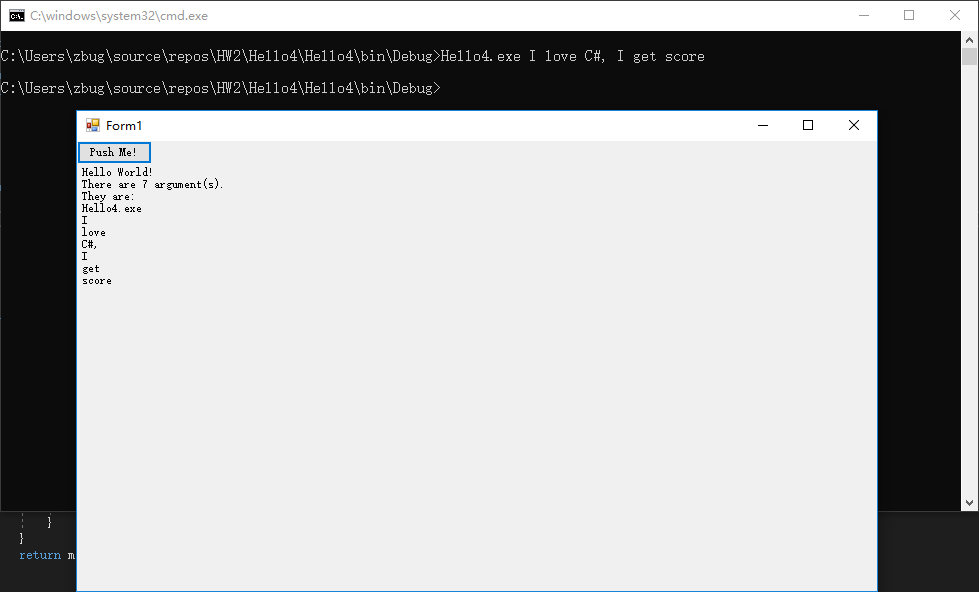 C:\windows\system32\cmd.exe
C:\Users\zbug\source\repos\HW2\Hello4\Hello4\bin\Debug>Hello4.exe I love C#, I get score
C:\Users\zbug\source\repos\HW2\Hello4\Hello4\bin\Debug>
Form1
Push Me!
Hello World!
There are 7 argument(s).
They are:
Hello4.exe
I
love
C#,
I
get
score
}
}
return m